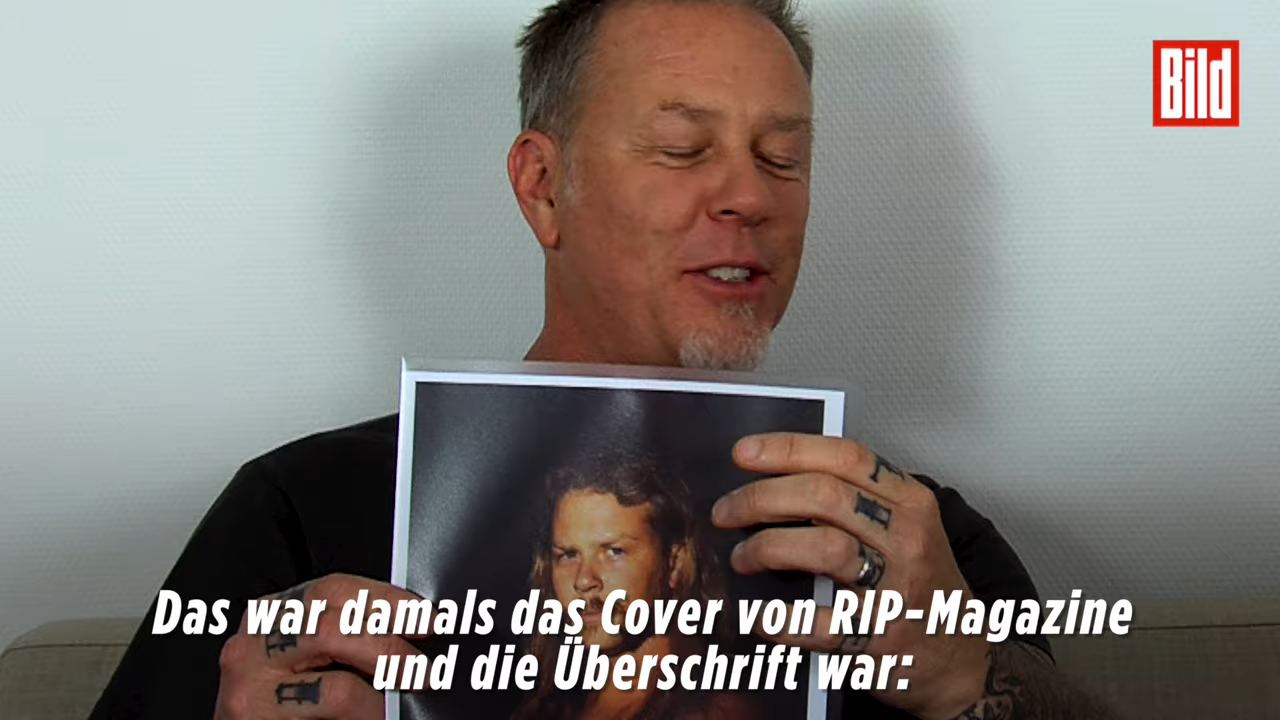 Bild
Das war damals das Cover von RIP-Magazine
und die Überschrift war: